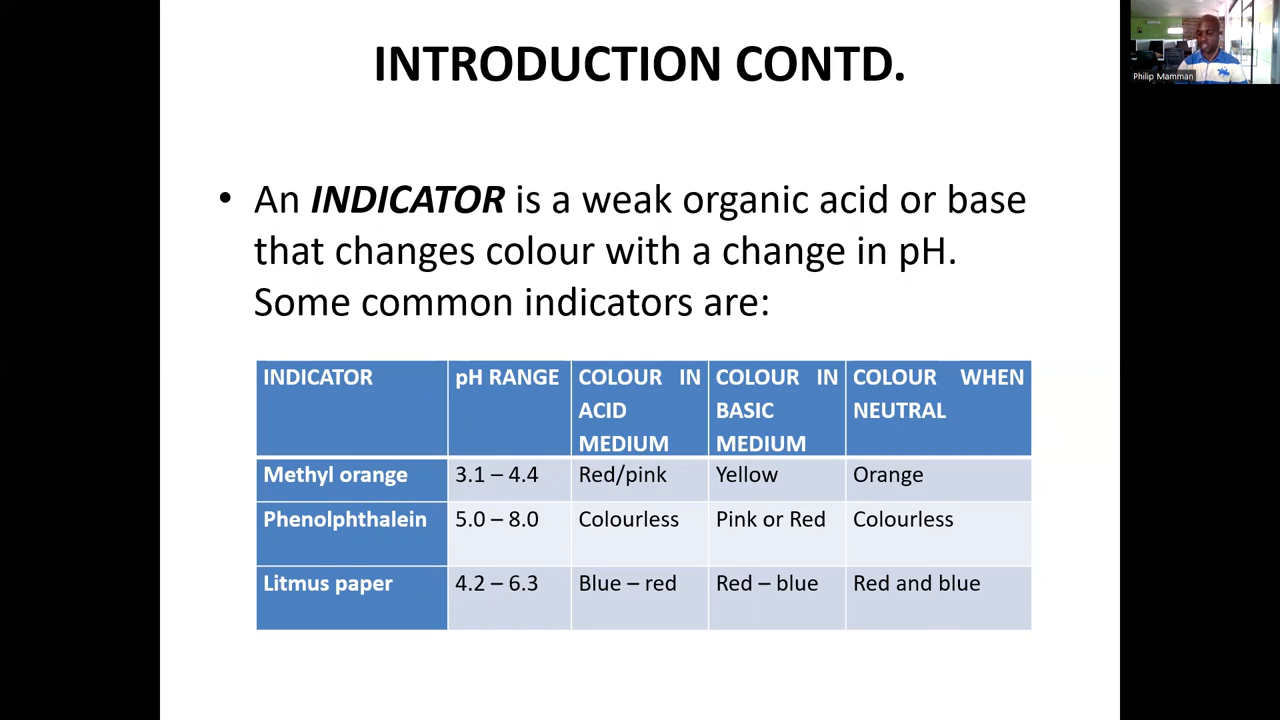 INTRODUCTION CONTD.
Philip Mamman
• An INDICATOR is a weak organic acid or base
that changes colour with a change in pH.
Some common indicators are:
INDICATOR pH RANGE COLOUR IN ACID MEDIUM COLOUR IN BASIC MEDIUM COLOUR WHEN NEUTRAL
Methyl orange 3.1 – 4.4 Red/pink Yellow Orange
Phenolphthalein 5.0 – 8.0 Colourless Pink or Red Colourless
Litmus paper 4.2 – 6.3 Blue – red Red – blue Red and blue